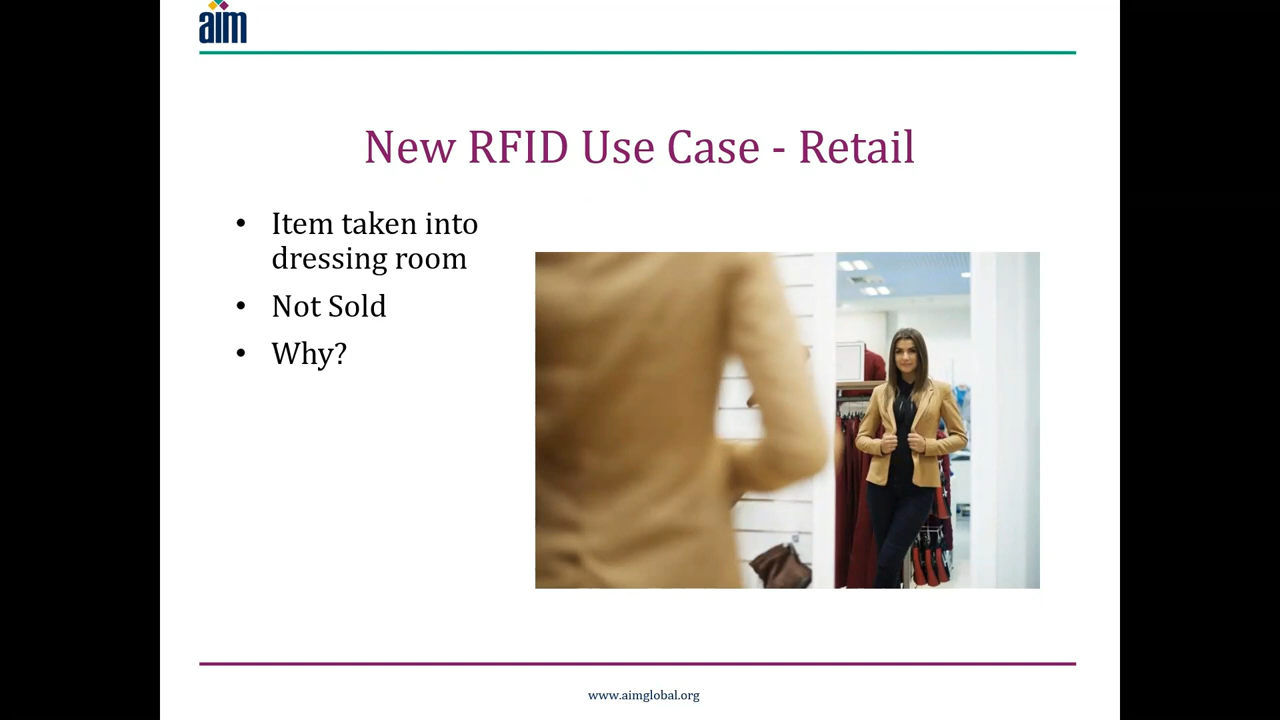 aim
New RFID Use Case - Retail
• Item taken into
dressing room
• Not Sold
• Why?
www.aimglobal.org